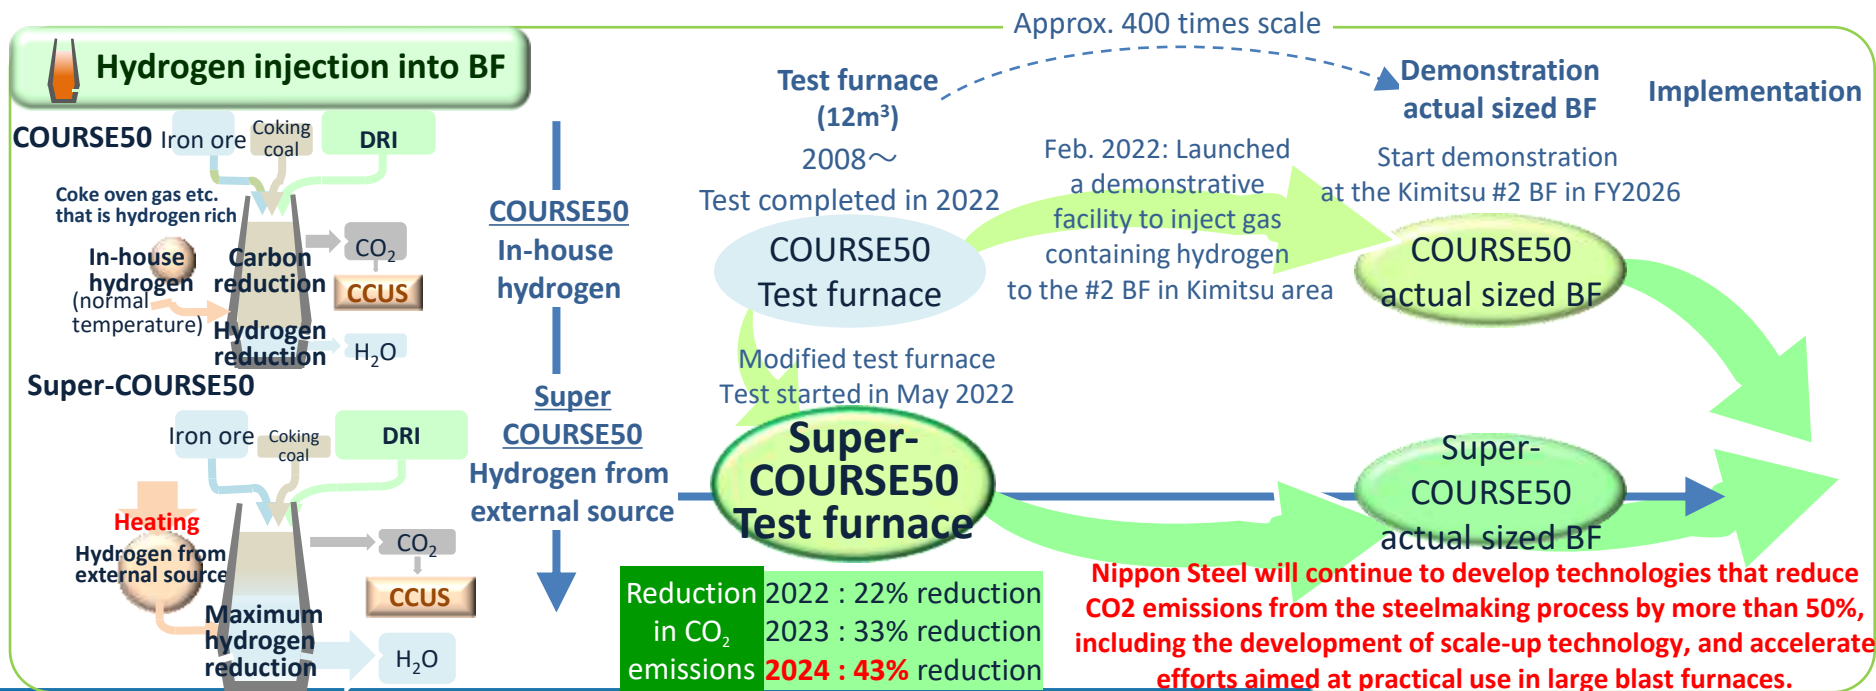 Approx. 400 times scale
Hydrogen injection into BF
COURSE50
Iron ore
Coking
coal
DRI
Coke oven gas etc.
that is hydrogen rich
In-house
hydrogen
(normal
temperature)
Carbon
reduction
Hydrogen
reduction
CO₂
CCUS
H₂O
Super-COURSE50
Iron ore
Coking
coal
DRI
Heating
Hydrogen from
external source
Maximum
hydrogen
reduction
CO₂
CCUS
H₂O
COURSE50
In-house
hydrogen
Super
COURSE50
Hydrogen from
external source
Test furnace
(12m³)
2008～
Test completed in 2022
COURSE50
Test furnace
Feb. 2022: Launched
a demonstrative
facility to inject gas
containing hydrogen
to the #2 BF in Kimitsu area
Demonstration
actual sized BF
Start demonstration
at the Kimitsu #2 BF in FY2026
COURSE50
actual sized BF
Implementation
Modified test furnace
Test started in May 2022
Super-
COURSE50
Test furnace
Super-
COURSE50
actual sized BF
Reduction
in CO₂
emissions
2022 : 22% reduction
2023 : 33% reduction
2024 : 43% reduction
Nippon Steel will continue to develop technologies that reduce
CO2 emissions from the steelmaking process by more than 50%,
including the development of scale-up technology, and accelerate
efforts aimed at practical use in large blast furnaces.